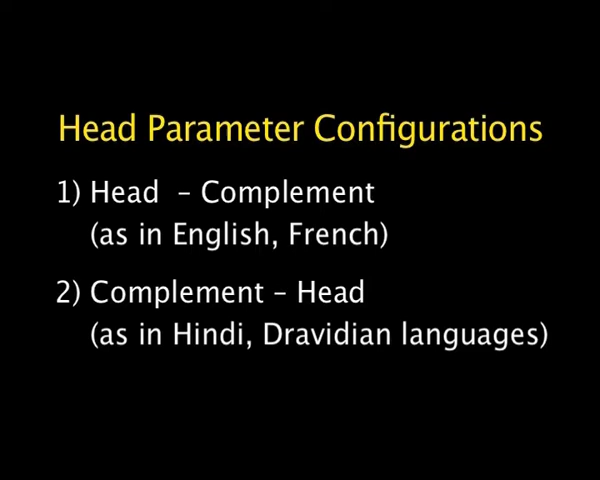 Head Parameter Configurations
1) Head – Complement
(as in English, French)
2) Complement – Head
(as in Hindi, Dravidian languages)